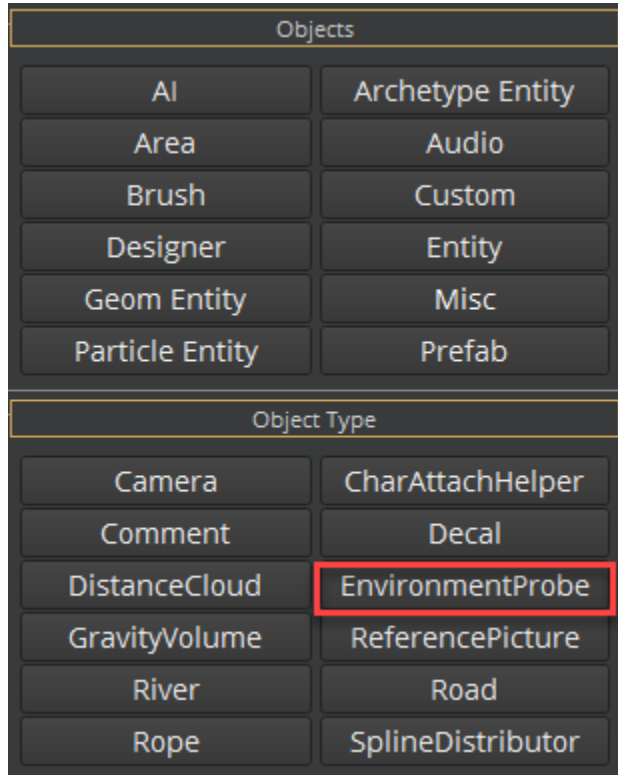 Objects
AI Archetype Entity
Area Audio
Brush Custom
Designer Entity
Geom Entity Misc
Particle Entity Prefab
Object Type
Camera CharAttachHelper
Comment Decal
DistanceCloud EnvironmentProbe
GravityVolume ReferencePicture
River Road
Rope SplineDistributor